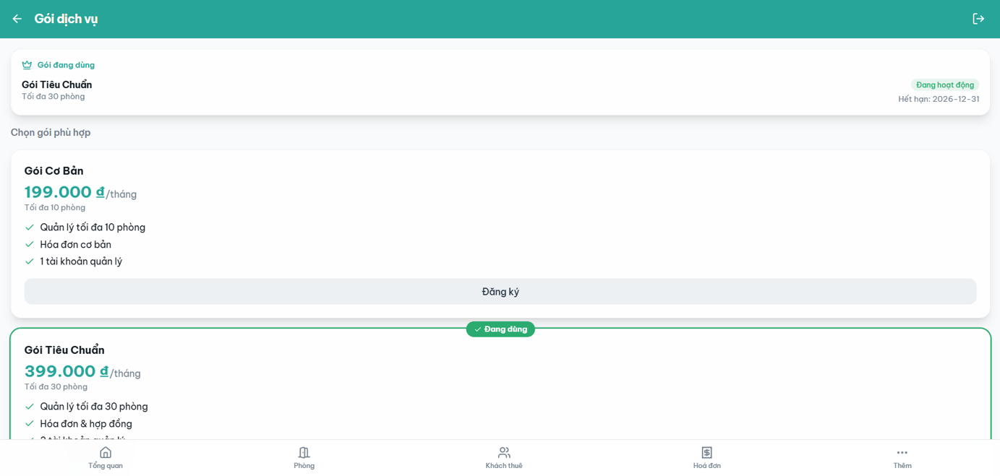 Gói dịch vụ
Gói đang dùng
Gói Tiêu Chuẩn
Đang hoạt động
Tối đa 30 phòng
Hết hạn: 2026-12-31
Chọn gói phù hợp
Gói Cơ Bản
199.000 ₫/tháng
Tối đa 10 phòng
Quản lý tối đa 10 phòng
Hóa đơn cơ bản
1 tài khoản quản lý
Đăng ký
Đang dùng
Gói Tiêu Chuẩn
399.000 ₫/tháng
Tối đa 30 phòng
Quản lý tối đa 30 phòng
Hóa đơn & hợp đồng
tài khoản quản lý
Tổng quan
Phòng
Khách thuê
Hoá đơn
Thêm